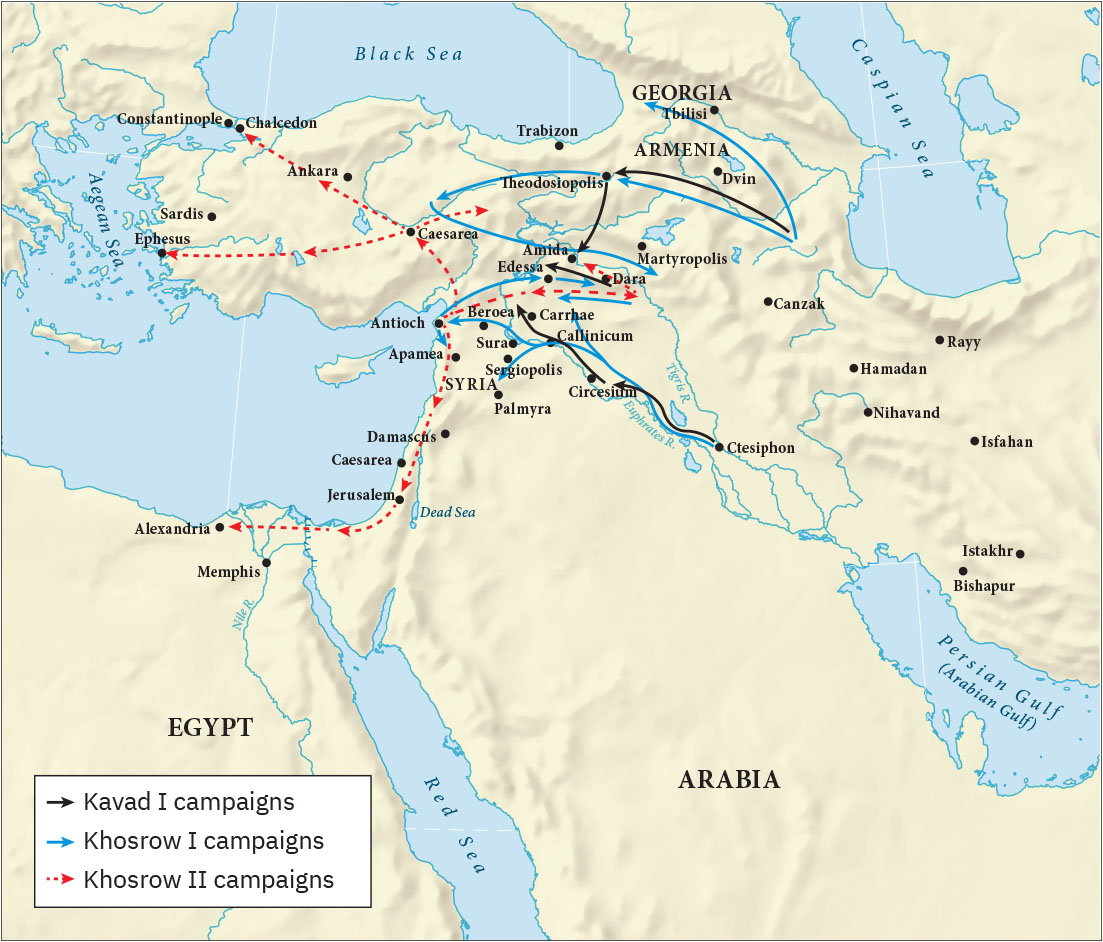 Black Sea
Caspian Sea
GEORGIA
Tbilisi
Constantinople
Chalcedon
Trabizon
ARMENIA
Ankara
Theodosiopolis
Dvin
Aegean Sea
Sardis
Ephesus
Caesarea
Amida
Martyropolis
Edessa
Dara
Canzak
Antioch
Beroea
Carrhae
Callinicum
Rayy
Sura
Apamea
Sergiopolis
Hamadan
SYRIA
Circesium
Tigris R.
Palmyra
Euphrates R.
Nihavand
Damascus
Isfahan
Ctesiphon
Caesarea
Jerusalem
Dead Sea
Alexandria
Memphis
Istakhr
Bishapur
Nile R.
Persian Gulf
(Arabian Gulf)
EGYPT
ARABIA
Red Sea
Kavad I campaigns
Khosrow I campaigns
Khosrow II campaigns